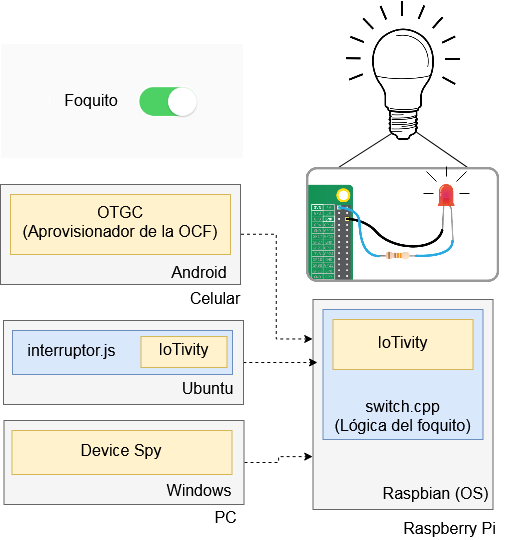 Foquito
OTGC
(Aprovisionador de la OCF)
Android
Celular
interruptor.js
IoTivity
Ubuntu
Device Spy
Windows
PC
IoTivity
switch.cpp
(Lógica del foquito)
Raspbian (OS)
Raspberry Pi